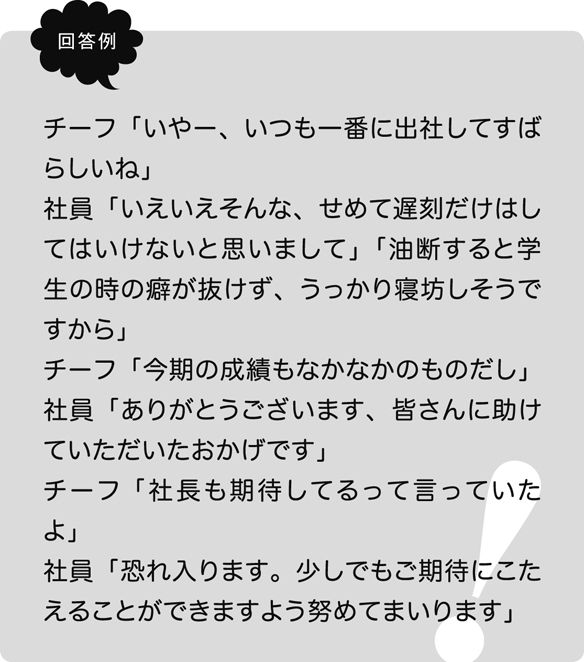 回答例
チーフ「いやー、いつも一番に出社してすば
らしいね」
社員「いえいえそんな、せめて遅刻だけはし
てはいけないと思いまして」「油断すると学
生の時の癖が抜けず、うっかり寝坊しそうで
すから」
チーフ「今期の成績もなかなかのものだし」
社員「ありがとうございます、皆さんに助け
ていただいたおかげです」
チーフ「社長も期待してるって言っていた
よ」
社員「恐れ入ります。少しでもご期待にこた
えることができますよう努めてまいります」